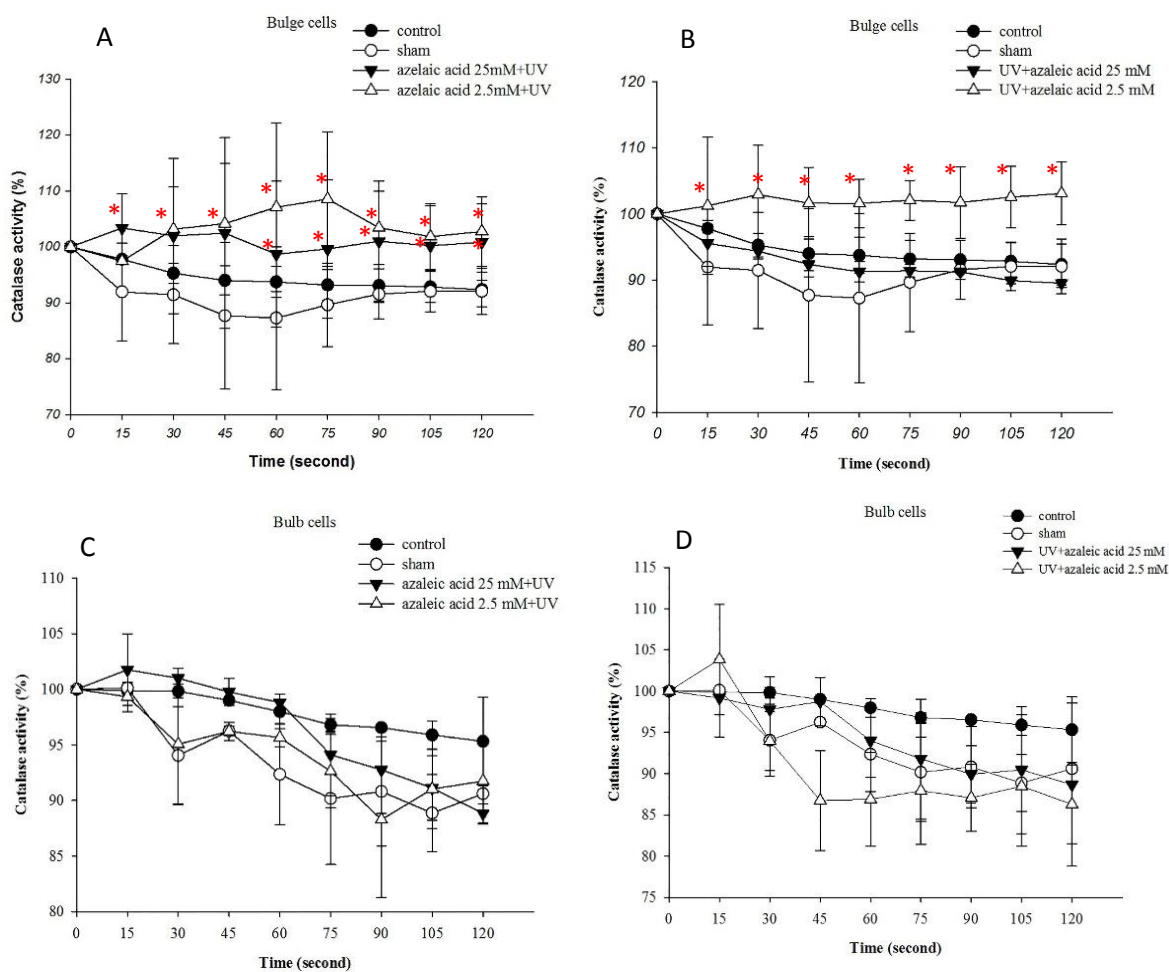 A
Bulge cells
control
sham
azelaic acid 25mM+UV
azelaic acid 2.5mM+UV
Catalase activity (%)
130
120
110
100
90
80
70
0 15 30 45 60 75 90 105 120
Time (second)
* * * * * * * * * * * *
B
Bulge cells
control
sham
UV+azaleic acid 25 mM
UV+azelaic acid 2.5 mM
Catalase activity (%)
120
110
100
90
80
70
0 15 30 45 60 75 90 105 120
Time (second)
* * * * * * * *
C
Bulb cells
control
sham
azaleic acid 25 mM+UV
azaleic acid 2.5 mM+UV
Catalase activity (%)
110
105
100
95
90
85
80
0 15 30 45 60 75 90 105 120
Time (second)
D
Bulb cells
control
sham
UV+azaleic acid 25 mM
UV+azaleic acid 2.5 mM
Catalase activity (%)
115
110
105
100
95
90
85
80
75
0 15 30 45 60 75 90 105 120
Time (second)